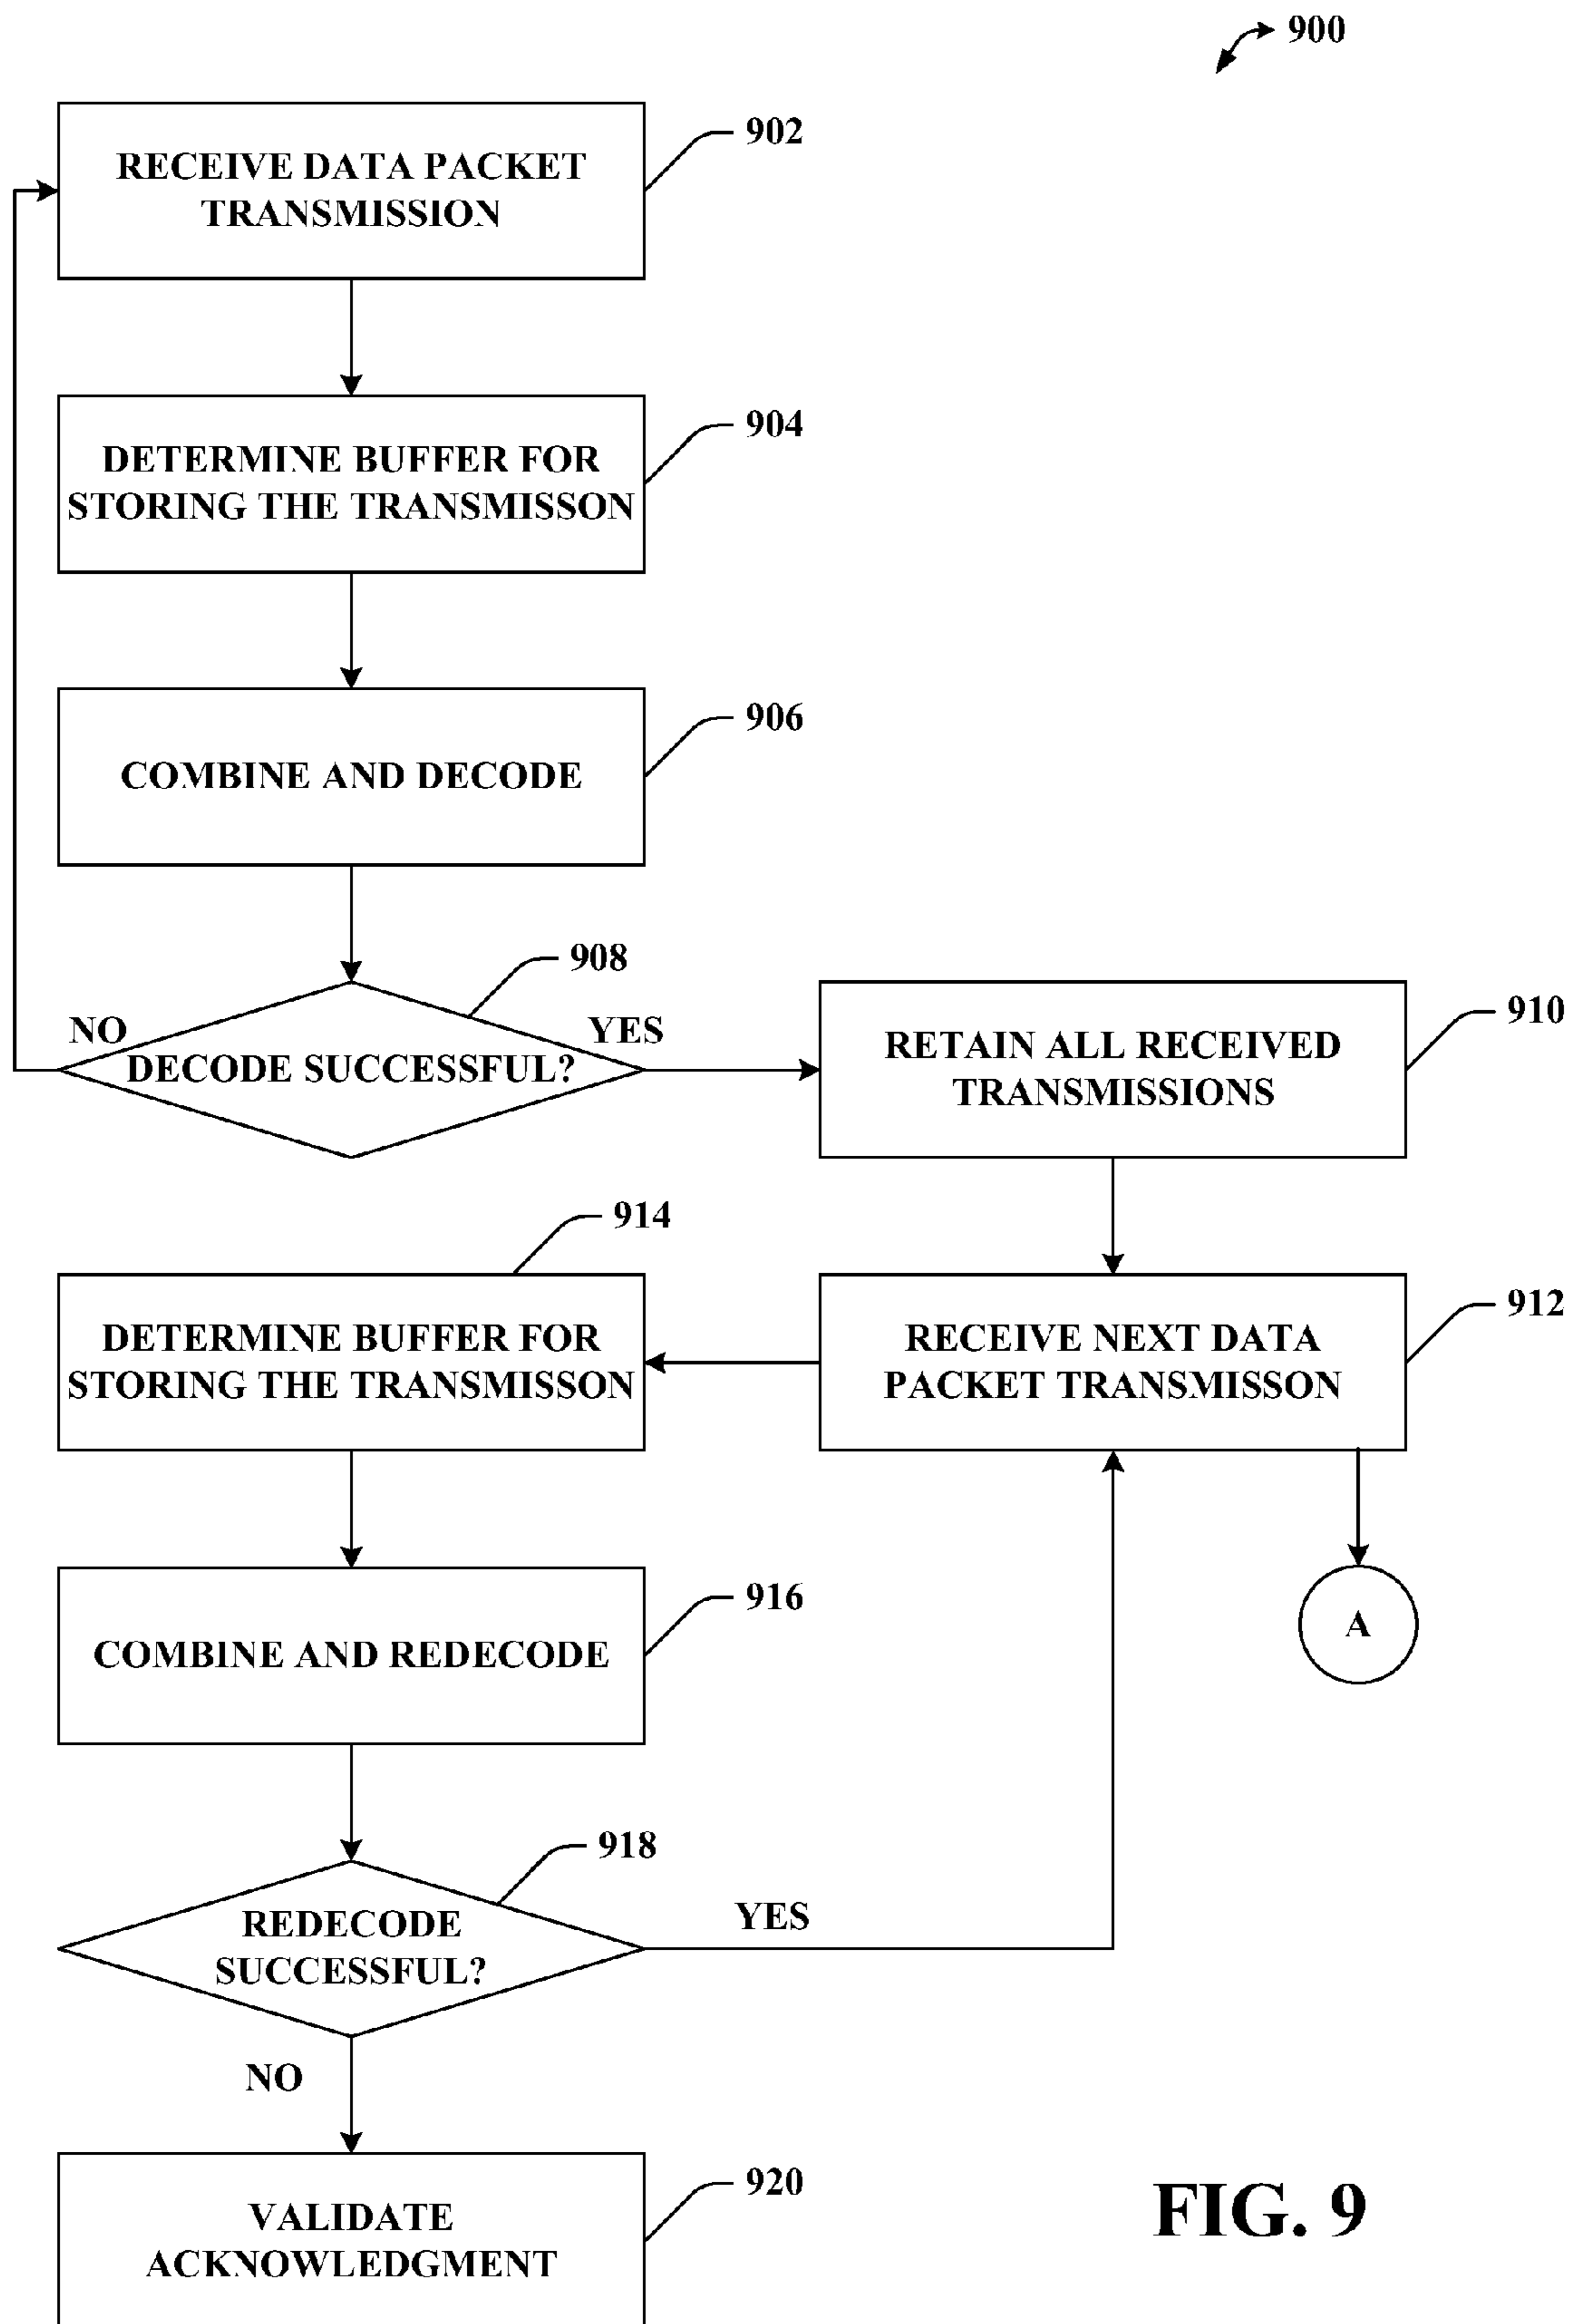 900
902
RECEIVE DATA PACKET
TRANSMISSION
904
DETERMINE BUFFER FOR
STORING THE TRANSMISSON
906
COMBINE AND DECODE
908
NO
YES
DECODE SUCCESSFUL?
910
RETAIN ALL RECEIVED
TRANSMISSIONS
912
RECEIVE NEXT DATA
PACKET TRANSMISSON
914
DETERMINE BUFFER FOR
STORING THE TRANSMISSON
A
916
COMBINE AND REDECODE
918
REDECODE
SUCCESSFUL?
YES
NO
920
VALIDATE
ACKNOWLEDGMENT
FIG. 9